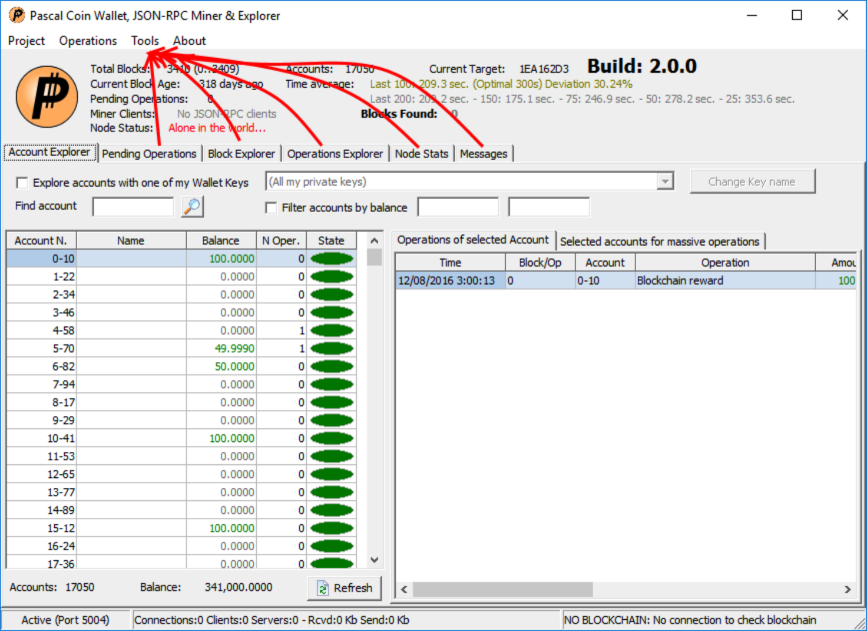 Pascal Coin Wallet, JSON-RPC Miner & Explorer
Project Operations Tools About
Total Blocks: 3410 (0..3409) Accounts: 17050 Current Target: 1EA162D3 Build: 2.0.0
Current Block Age: 318 days ago Time average: Last 100: 209.3 sec. (Optimal 300s) Deviation 30.24%
Pending Operations: 0 Last 200: 209.2 sec. - 150: 175.1 sec. - 75: 246.9 sec. - 50: 278.2 sec. - 25: 353.6 sec.
Miner Clients: No JSON-RPC clients Blocks Found: 0
Node Status: Alone in the world...
Account Explorer Pending Operations Block Explorer Operations Explorer Node Stats Messages
Explore accounts with one of my Wallet Keys (All my private keys) Change Key name
Find account Filter accounts by balance
Account N. Name Balance N Oper. State
0-10 100.0000 0
1-22 0.0000 0
2-34 0.0000 0
3-46 0.0000 0
4-58 0.0000 1
5-70 49.9990 1
6-82 50.0000 0
7-94 0.0000 0
8-17 0.0000 0
9-29 0.0000 0
10-41 100.0000 0
11-53 0.0000 0
12-65 0.0000 0
13-77 0.0000 0
14-89 0.0000 0
15-12 100.0000 0
16-24 0.0000 0
17-36 0.0000 0
Accounts: 17050 Balance: 341,000.0000 Refresh
Operations of selected Account Selected accounts for massive operations
Time Block/Op Account Operation Amou
12/08/2016 3:00:13 0 0-10 Blockchain reward 100
Active (Port 5004) Connections:0 Clients:0 Servers:0 - Rcvd:0 Kb Send:0 Kb NO BLOCKCHAIN: No connection to check blockchain